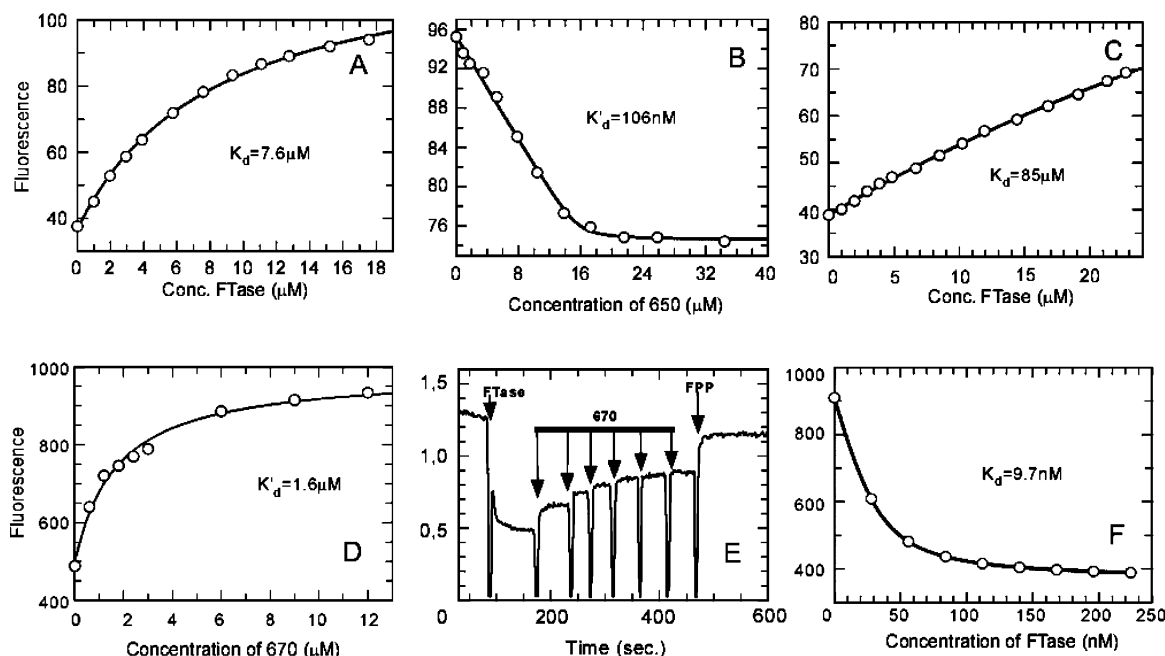 100
80
60
40
Fluorescence
A
K_d=7.6µM
0 2 4 6 8 10 12 14 16 18
Conc. FTase (µM)
96
92
88
84
80
76
B
K'_d=106nM
0 8 16 24 32 40
Concentration of 650 (µM)
80
70
60
50
40
30
C
K_d=85µM
0 5 10 15 20
Conc. FTase (µM)
1000
800
600
400
Fluorescence
K'_d=1.6µM
D
0 2 4 6 8 10 12
Concentration of 670 (µM)
1,5
1,0
0,5
0
FTase
670
FPP
E
200 400 600
Time (sec.)
1000
800
600
400
K_d=9.7nM
F
0 50 100 150 200 250
Concentration of FTase (nM)